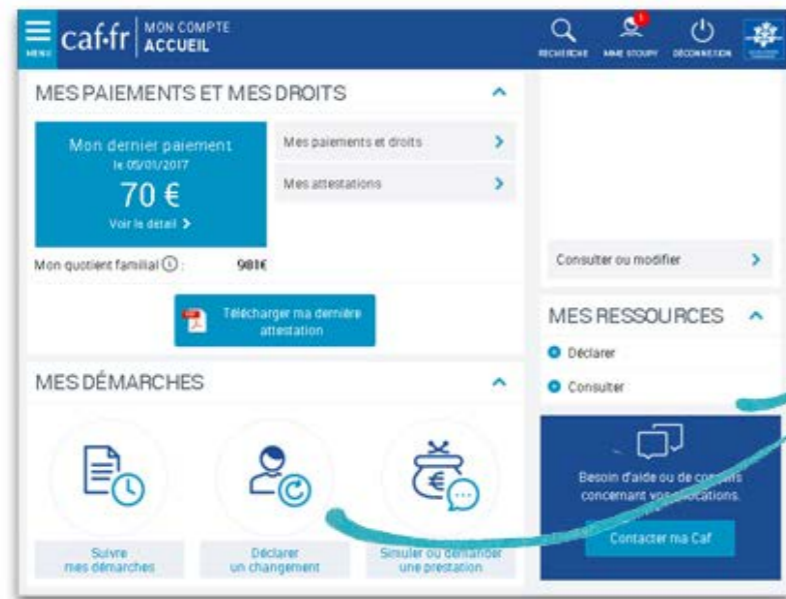 caf•fr
MON COMPTE
ACCUEIL
MENU
RECHERCHE
MME STOUPY
DÉCONNEXION
1
MES PAIEMENTS ET MES DROITS
Mon dernier paiement
le 05/01/2017
70 €
Voir le détail
Mes paiements et droits
Mes attestations
Mon quotient familial :
981€
Télécharger ma dernière
attestation
MES DÉMARCHES
Suivre
mes démarches
Déclarer
un changement
Simuler ou demander
une prestation
Consulter ou modifier
MES RESSOURCES
Déclarer
Consulter
Besoin d'aide ou de conseils
concernant vos allocations.
Contacter ma Caf